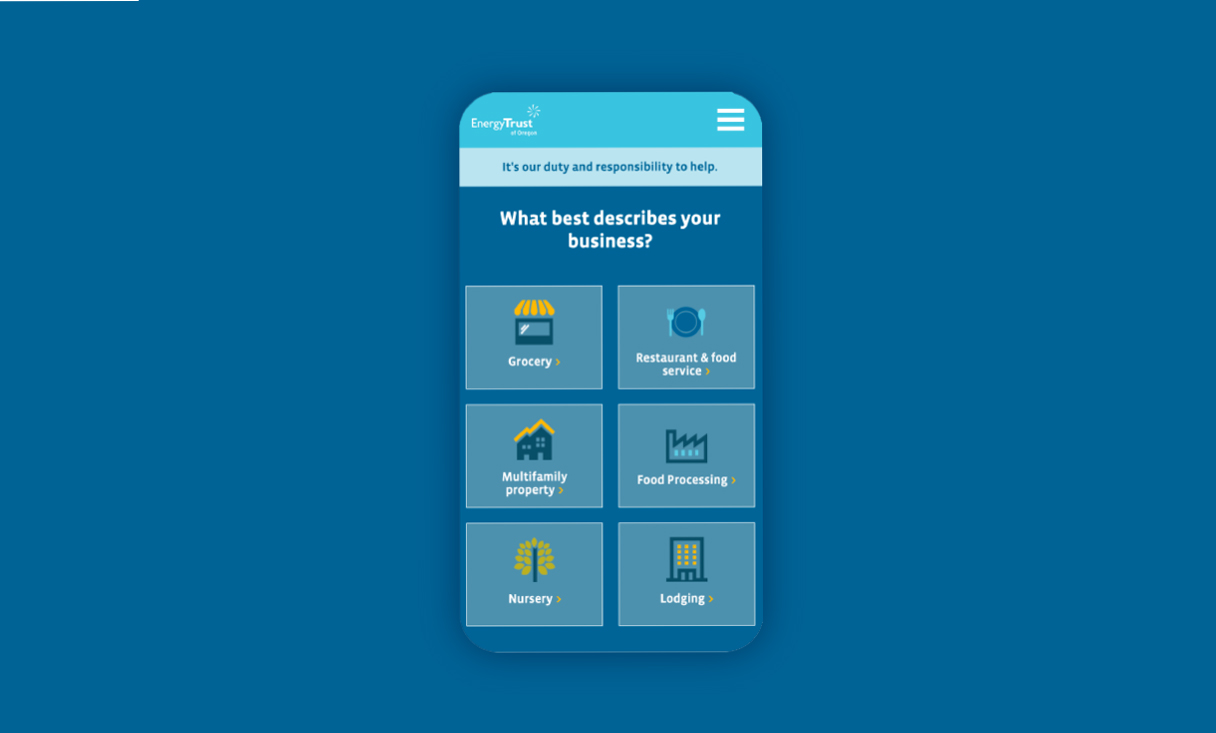 EnergyTrust
of Oregon
It's our duty and responsibility to help.
What best describes your
business?
Grocery ›
Restaurant & food
service ›
Multifamily
property ›
Food Processing ›
Nursery ›
Lodging ›